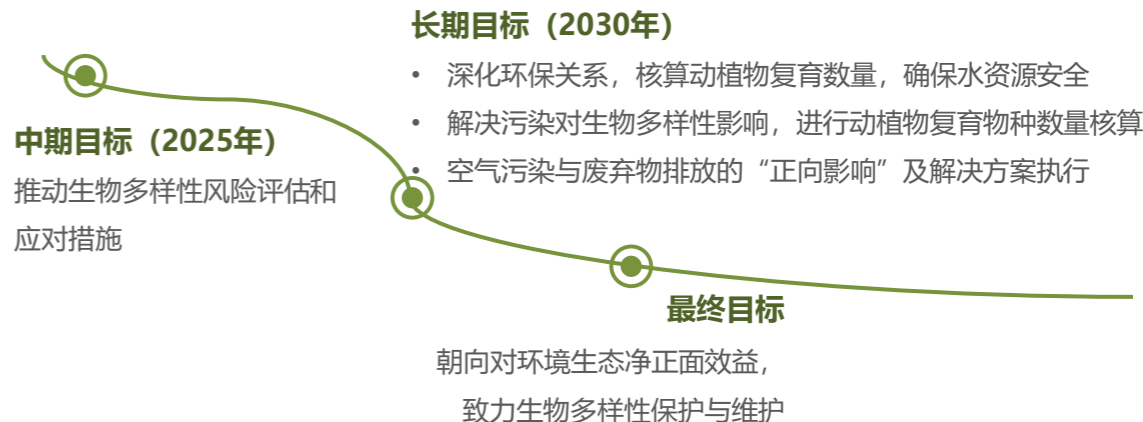 中期目标（2025年）
推动生物多样性风险评估和
应对措施
长期目标（2030年）
• 深化环保关系，核算动植物复育数量，确保水资源安全
• 解决污染对生物多样性影响，进行动植物复育物种数量核算
• 空气污染与废弃物排放的“正向影响”及解决方案执行
最终目标
朝向对环境生态净正面效益，
致力生物多样性保护与维护